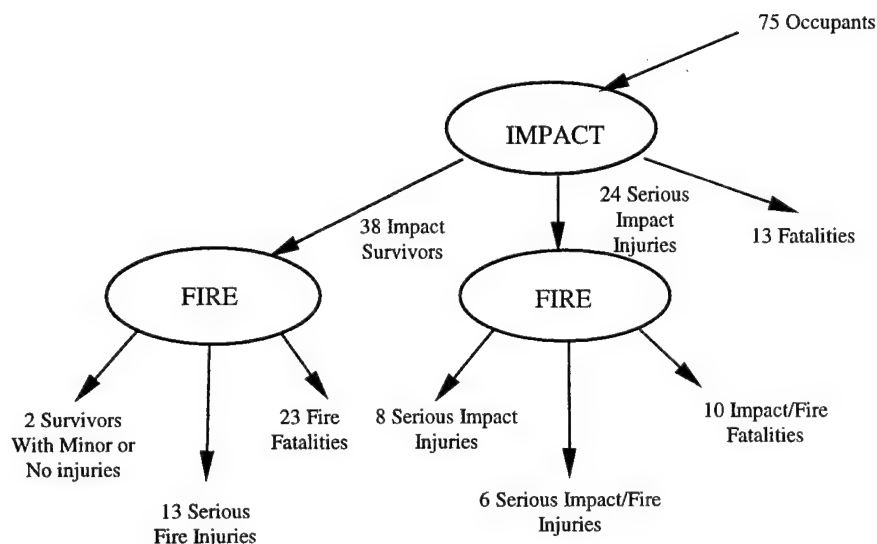 75 Occupants
IMPACT
38 Impact
Survivors
24 Serious
Impact
Injuries
13 Fatalities
FIRE
FIRE
2 Survivors
With Minor or
No injuries
23 Fire
Fatalities
8 Serious Impact
Injuries
10 Impact/Fire
Fatalities
13 Serious
Fire Injuries
6 Serious Impact/Fire
Injuries